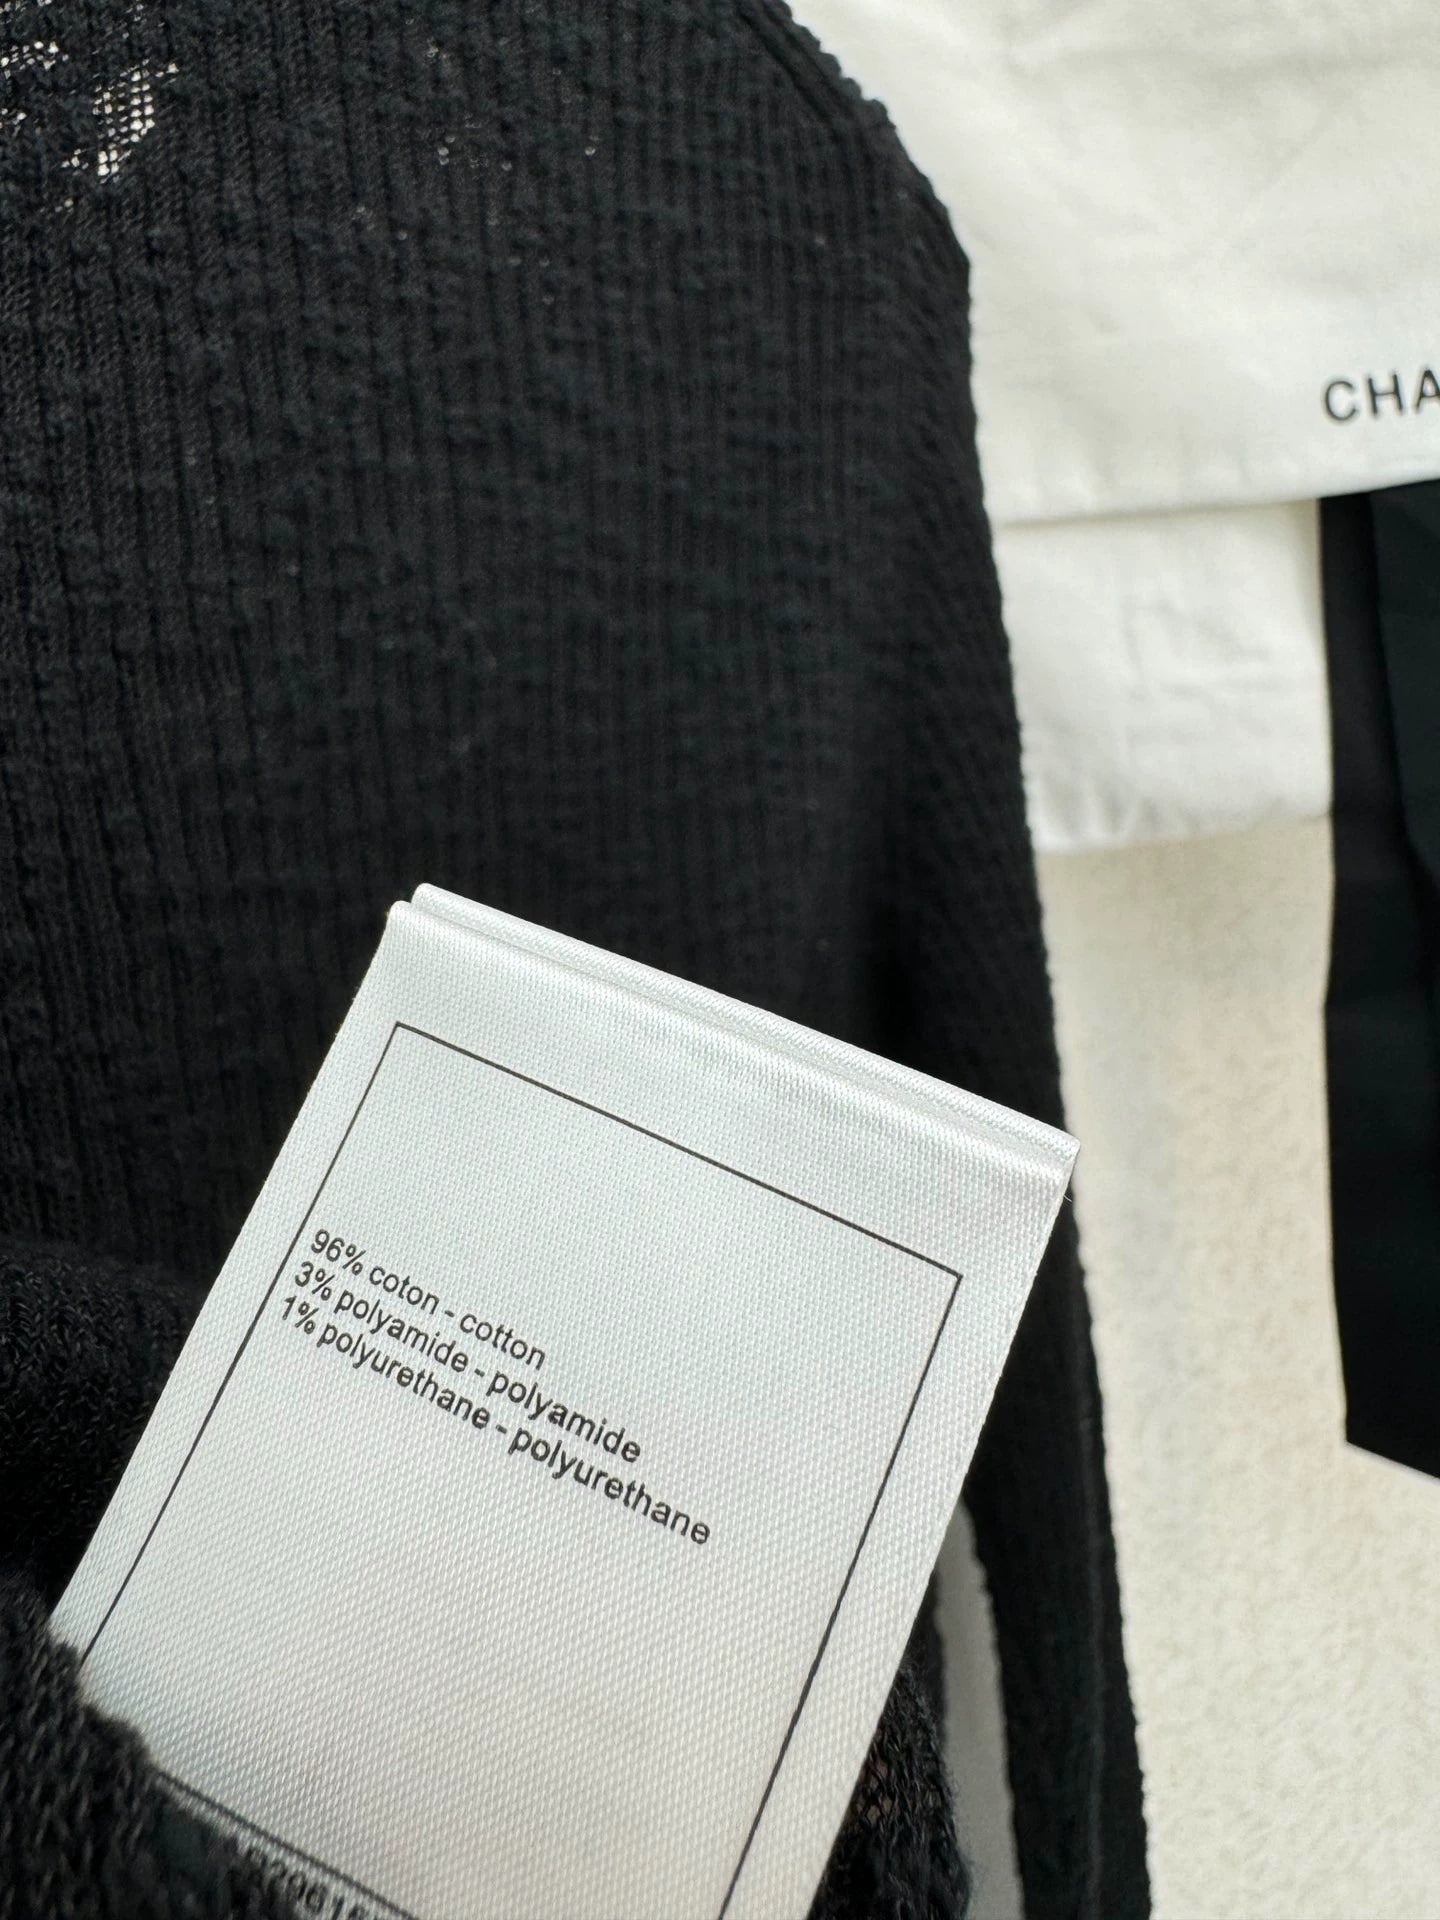 CHA
96% coton - cotton
3% polyamide - polyamide
1% polyurethane - polyurethane